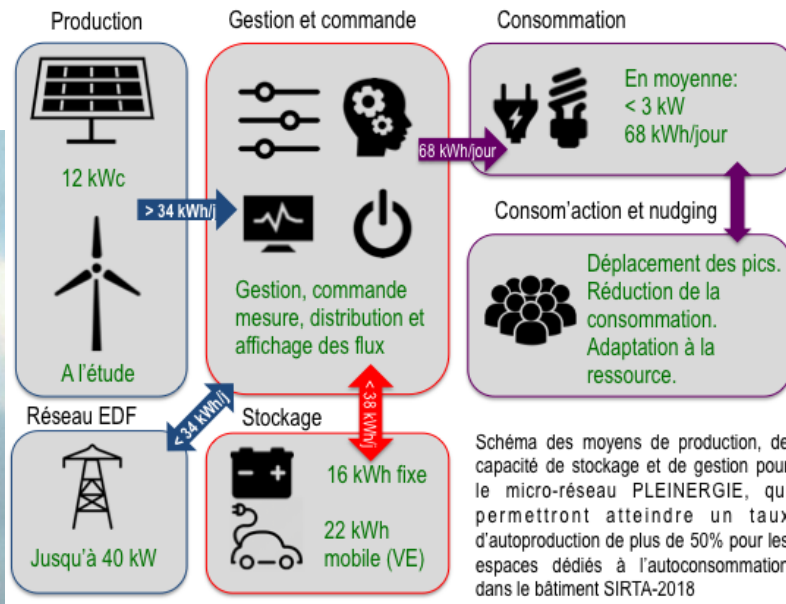 Production
12 kWc
A l'étude
> 34 kWh/j
Gestion et commande
Gestion, commande
mesure, distribution et
affichage des flux
68 kWh/jour
Consommation
En moyenne:
< 3 kW
68 kWh/jour
Consom'action et nudging
Déplacement des pics.
Réduction de la
consommation.
Adaptation à la
ressource.
Réseau EDF
Jusqu'à 40 kW
< 34 kWh/j
Stockage
< 38 kWh/j
16 kWh fixe
22 kWh
mobile (VE)
Schéma des moyens de production, de
capacité de stockage et de gestion pour
le micro-réseau PLEINERGIE, qu
permettront atteindre un taux
d'autoproduction de plus de 50% pour les
espaces dédiés à l'autoconsommation
dans le bâtiment SIRTA-2018